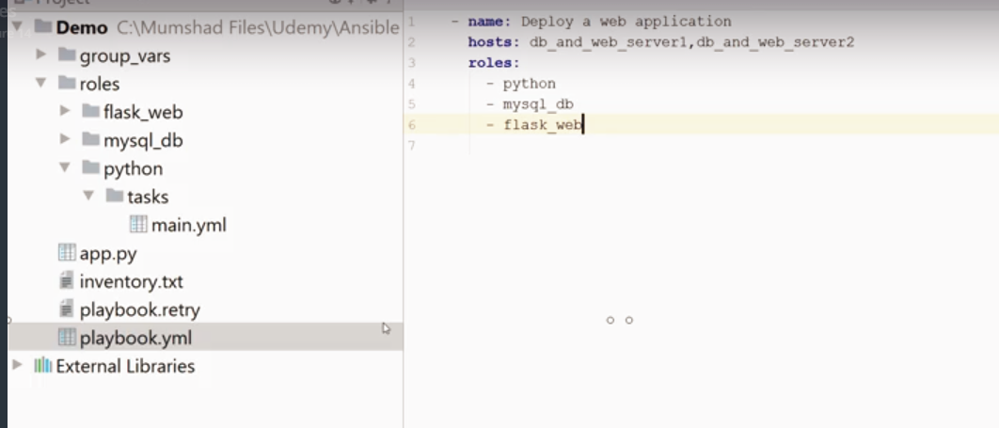 Project
Demo C:\Mumshad Files\Udemy\Ansible
group_vars
roles
flask_web
mysql_db
python
tasks
main.yml
app.py
inventory.txt
playbook.retry
playbook.yml
External Libraries
1 - name: Deploy a web application
2 hosts: db_and_web_server1,db_and_web_server2
3 roles:
4 - python
5 - mysql_db
6 - flask_web
7